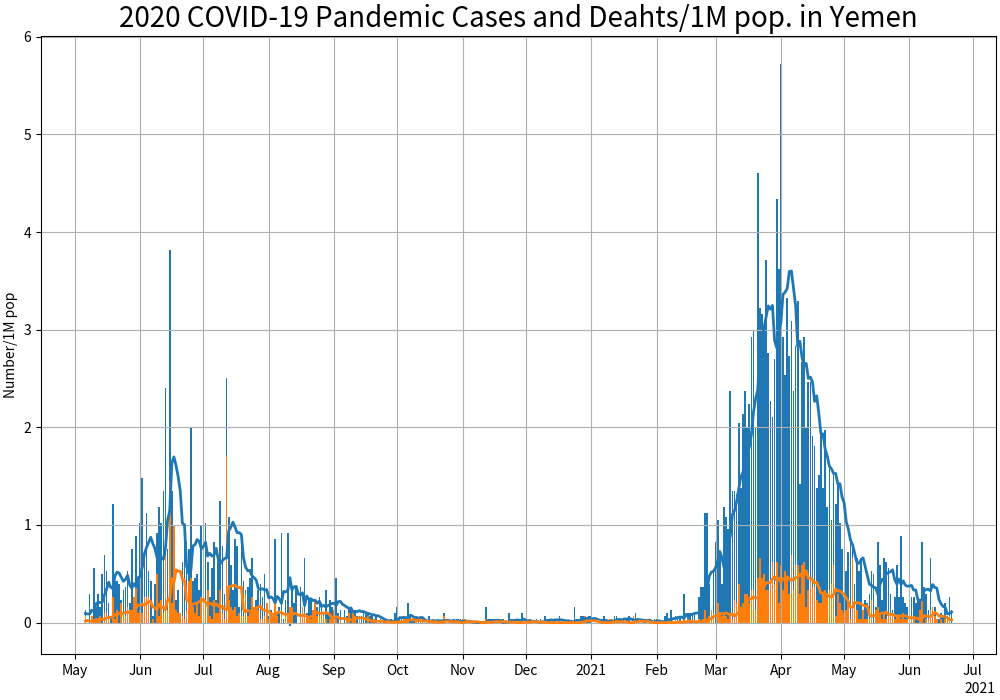 2020 COVID-19 Pandemic Cases and Deahts/1M pop. in Yemen
Number/1M pop
6
5
4
3
2
1
0
May Jun Jul Aug Sep Oct Nov Dec 2021 Feb Mar Apr May Jun Jul
2021